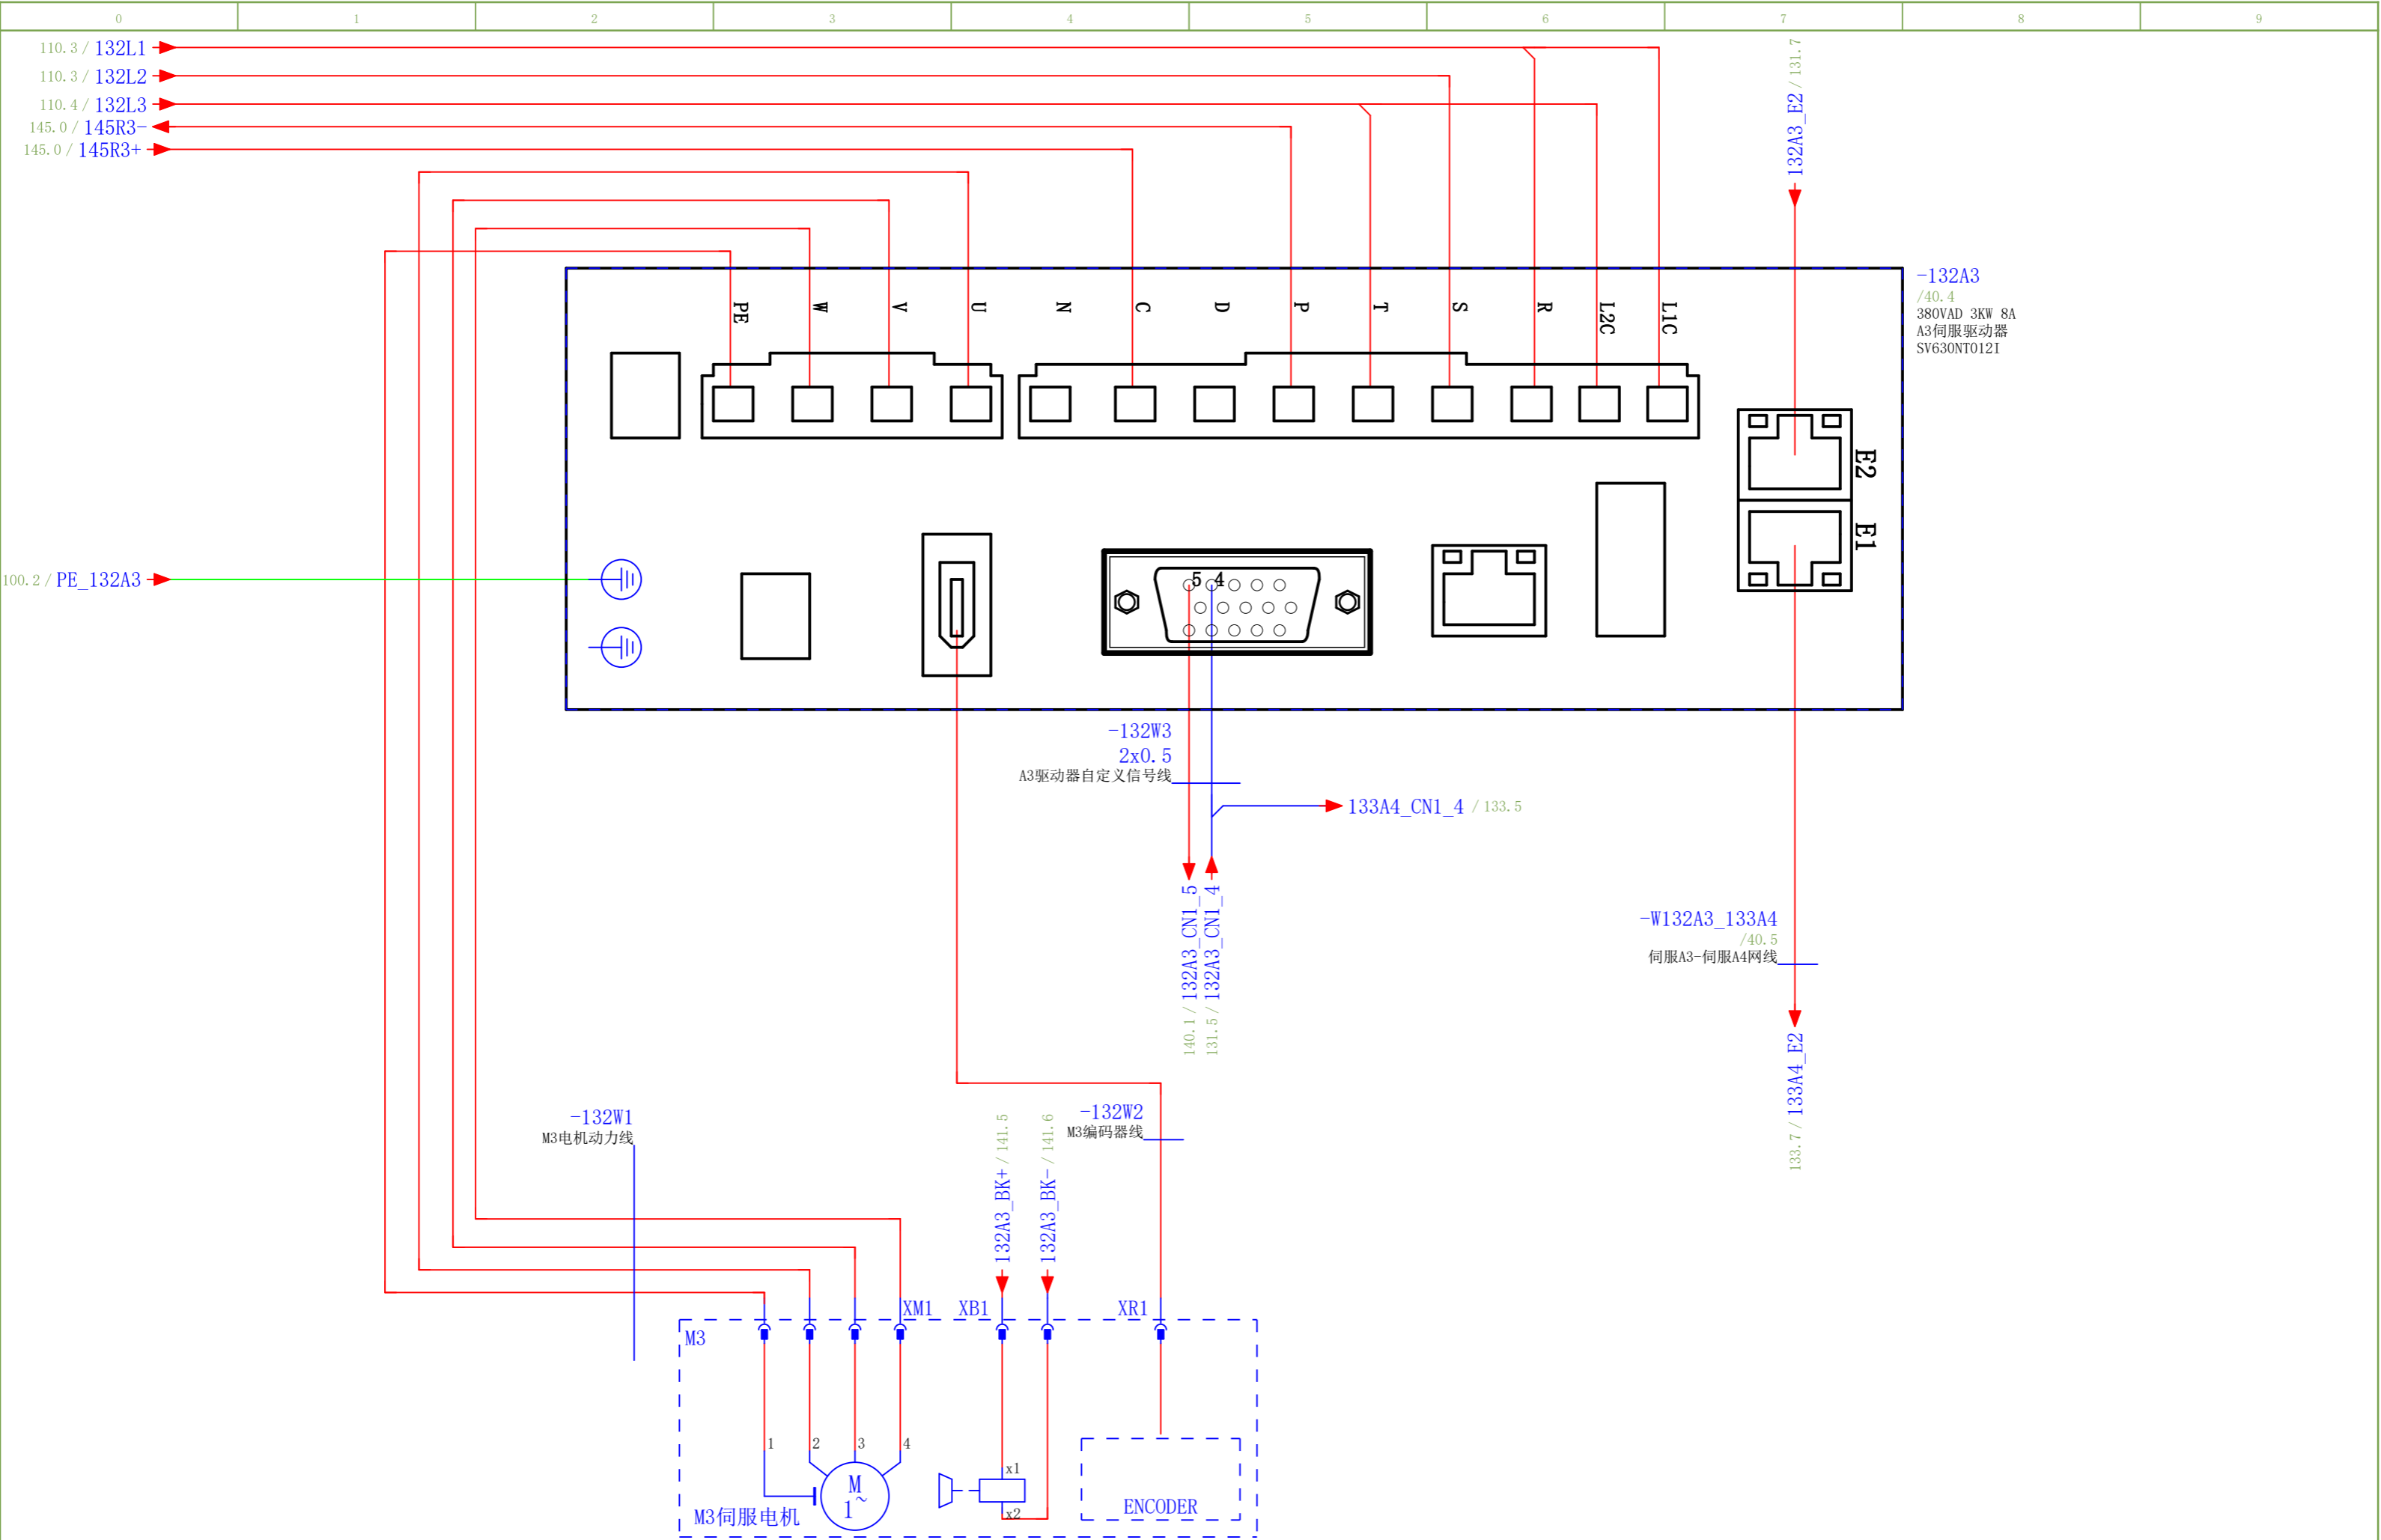 0 1 2 3 4 5 6 7 8 9
110.3 / 132L1
110.3 / 132L2
110.4 / 132L3
145.0 / 145R3-
145.0 / 145R3+
132A3_E2 / 131.7
-132A3
/40.4
380VAD 3KW 8A
A3伺服驱动器
SV630NT012I
PE W V U N C D P T S R L2C L1C
E2
E1
100.2 / PE_132A3
5 4
-132W3
2x0.5
A3驱动器自定义信号线
133A4_CN1_4 / 133.5
140.1 / 132A3_CN1_5
131.5 / 132A3_CN1_4
-W132A3_133A4
/40.5
伺服A3-伺服A4网线
133.7 / 133A4_E2
-132W1
M3电机动力线
132A3_BK+ / 141.5
132A3_BK- / 141.6
-132W2
M3编码器线
XM1 XB1 XR1
M3
1 2 3 4
M
1~
x1
x2
M3伺服电机
ENCODER